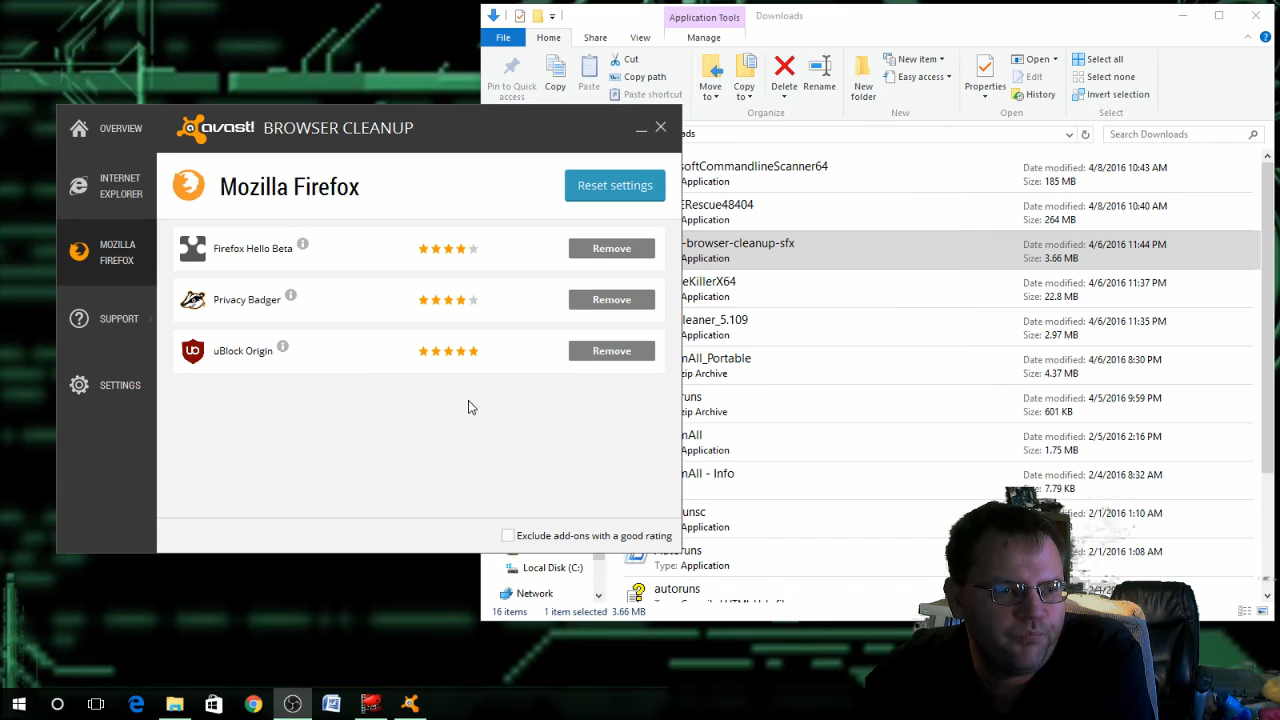 Application Tools
Downloads
File
Home
Share
View
Manage
Pin to Quick
access
Copy
Paste
Cut
Copy path
Paste shortcut
Move
to
Copy
to
Delete
Rename
New
folder
New item
Easy access
Properties
Open
Edit
History
Select all
Select none
Invert selection
Organize
New
Open
Select
Search Downloads
OVERVIEW
INTERNET
EXPLORER
MOZILLA
FIREFOX
SUPPORT
SETTINGS
avast! BROWSER CLEANUP
Mozilla Firefox
Reset settings
Firefox Hello Beta
Remove
Privacy Badger
Remove
uBlock Origin
Remove
Exclude add-ons with a good rating
softCommandlineScanner64
Application
Date modified: 4/8/2016 10:43 AM
Size: 185 MB
ERescue48404
Application
Date modified: 4/8/2016 10:40 AM
Size: 264 MB
-browser-cleanup-sfx
Application
Date modified: 4/6/2016 11:44 PM
Size: 3.66 MB
eKillerX64
Application
Date modified: 4/6/2016 11:37 PM
Size: 22.8 MB
leaner_5.109
Application
Date modified: 4/6/2016 11:35 PM
Size: 2.97 MB
mAll_Portable
zip Archive
Date modified: 4/6/2016 8:30 PM
Size: 4.37 MB
runs
zip Archive
Date modified: 4/5/2016 9:59 PM
Size: 601 KB
mAll
Application
Date modified: 2/5/2016 2:16 PM
Size: 1.75 MB
mAll - Info
Date modified: 2/4/2016 8:32 AM
Size: 7.79 KB
runsc
Application
Date modified: 2/1/2016 1:10 AM
Type: Application
2/1/2016 1:08 AM
autoruns
Local Disk (C:)
Network
16 items
1 item selected
3.66 MB